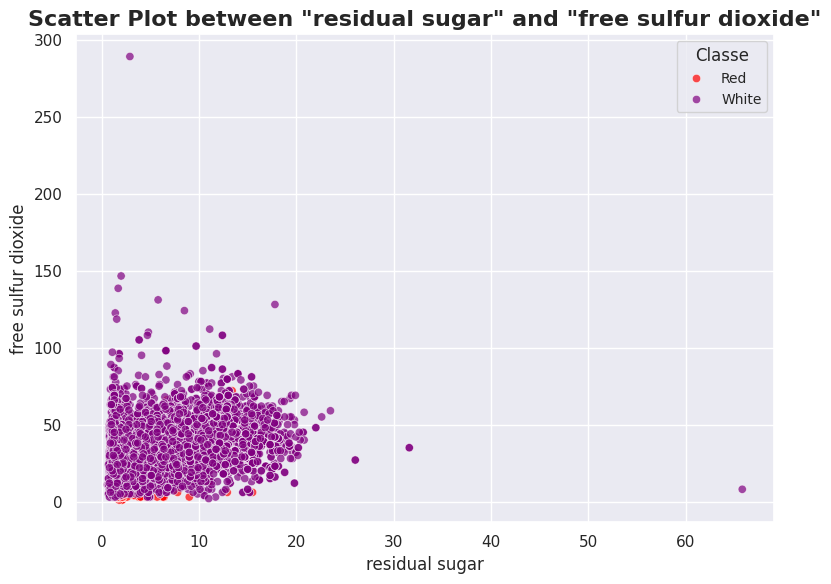 Scatter Plot between "residual sugar" and "free sulfur dioxide"
300
250
200
150
100
50
0
free sulfur dioxide
Classe
Red
White
0 10 20 30 40 50 60
residual sugar